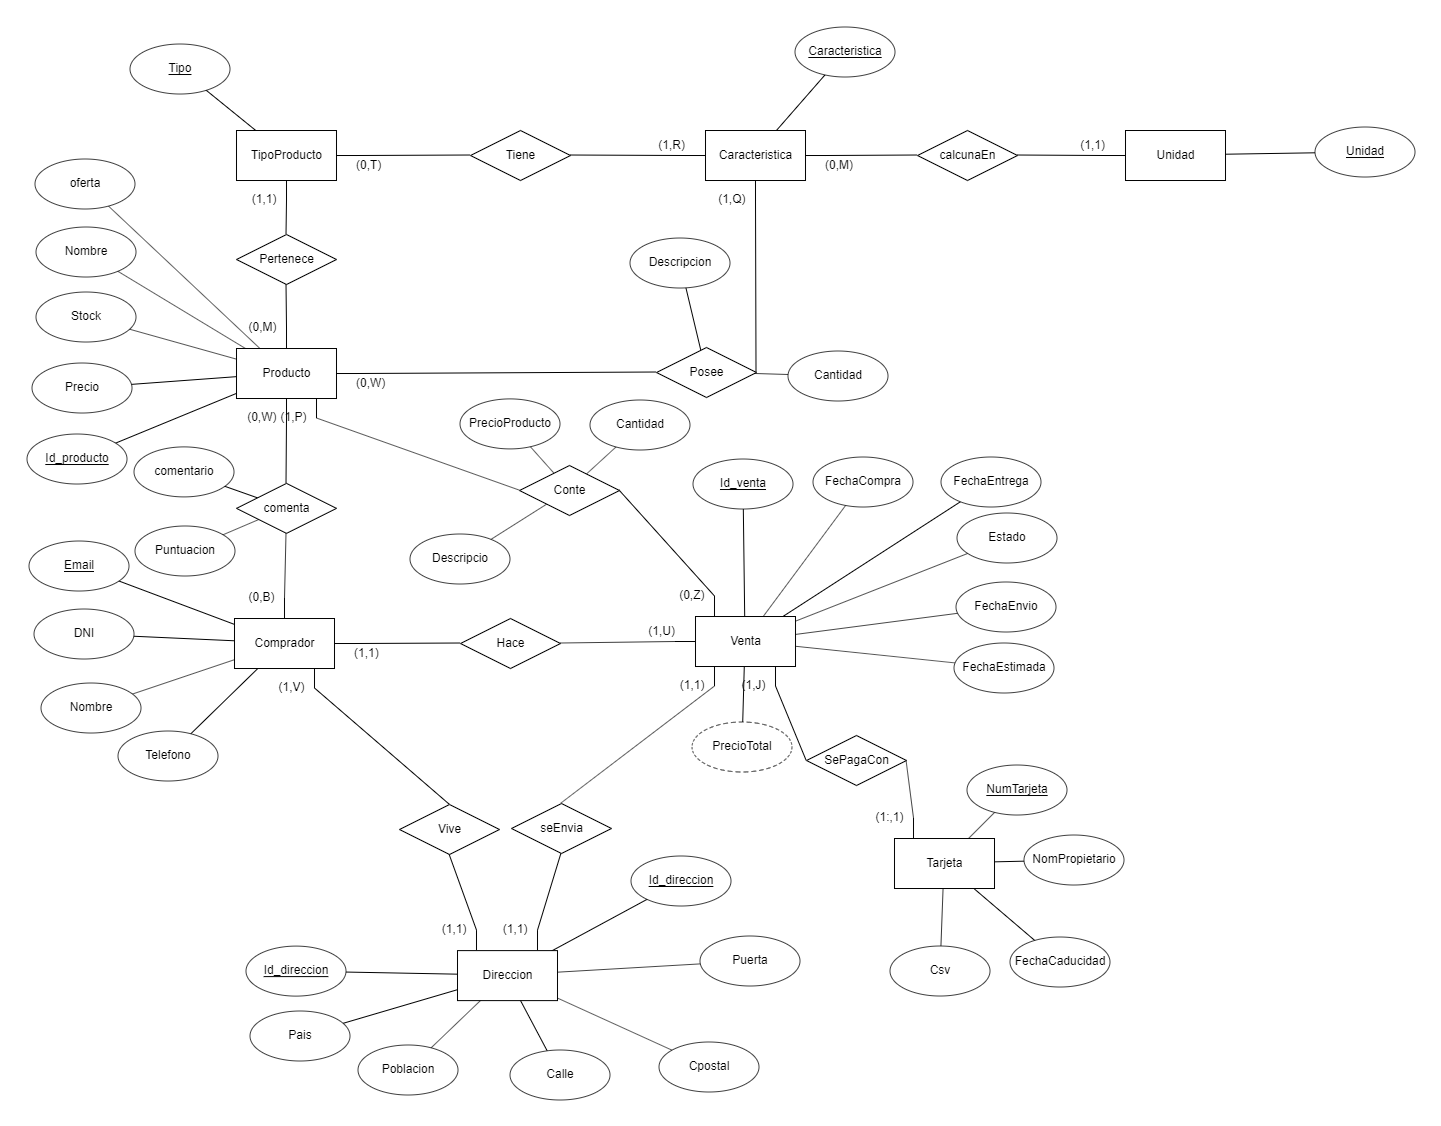 Caracteristica
Tipo
TipoProducto
(0,T)
Tiene
(1,R)
Caracteristica
(0,M)
calcunaEn
(1,1)
Unidad
Unidad
oferta
(1,1)
(1,Q)
Nombre
Pertenece
Descripcion
Stock
(0,M)
Precio
Producto
(0,W)
Posee
Cantidad
(0,W)
(1,P)
PrecioProducto
Cantidad
Id_producto
comentario
Conte
Id_venta
FechaCompra
FechaEntrega
comenta
Puntuacion
Descripcio
Estado
Email
(0,B)
(0,Z)
FechaEnvio
DNI
Comprador
(1,1)
Hace
(1,U)
Venta
FechaEstimada
(1,V)
(1,1)
(1,J)
Nombre
Telefono
PrecioTotal
SePagaCon
NumTarjeta
(1:,1)
Vive
seEnvia
Tarjeta
NomPropietario
Id_direccion
(1,1)
(1,1)
Id_direccion
Direccion
Puerta
Csv
FechaCaducidad
Pais
Poblacion
Calle
Cpostal